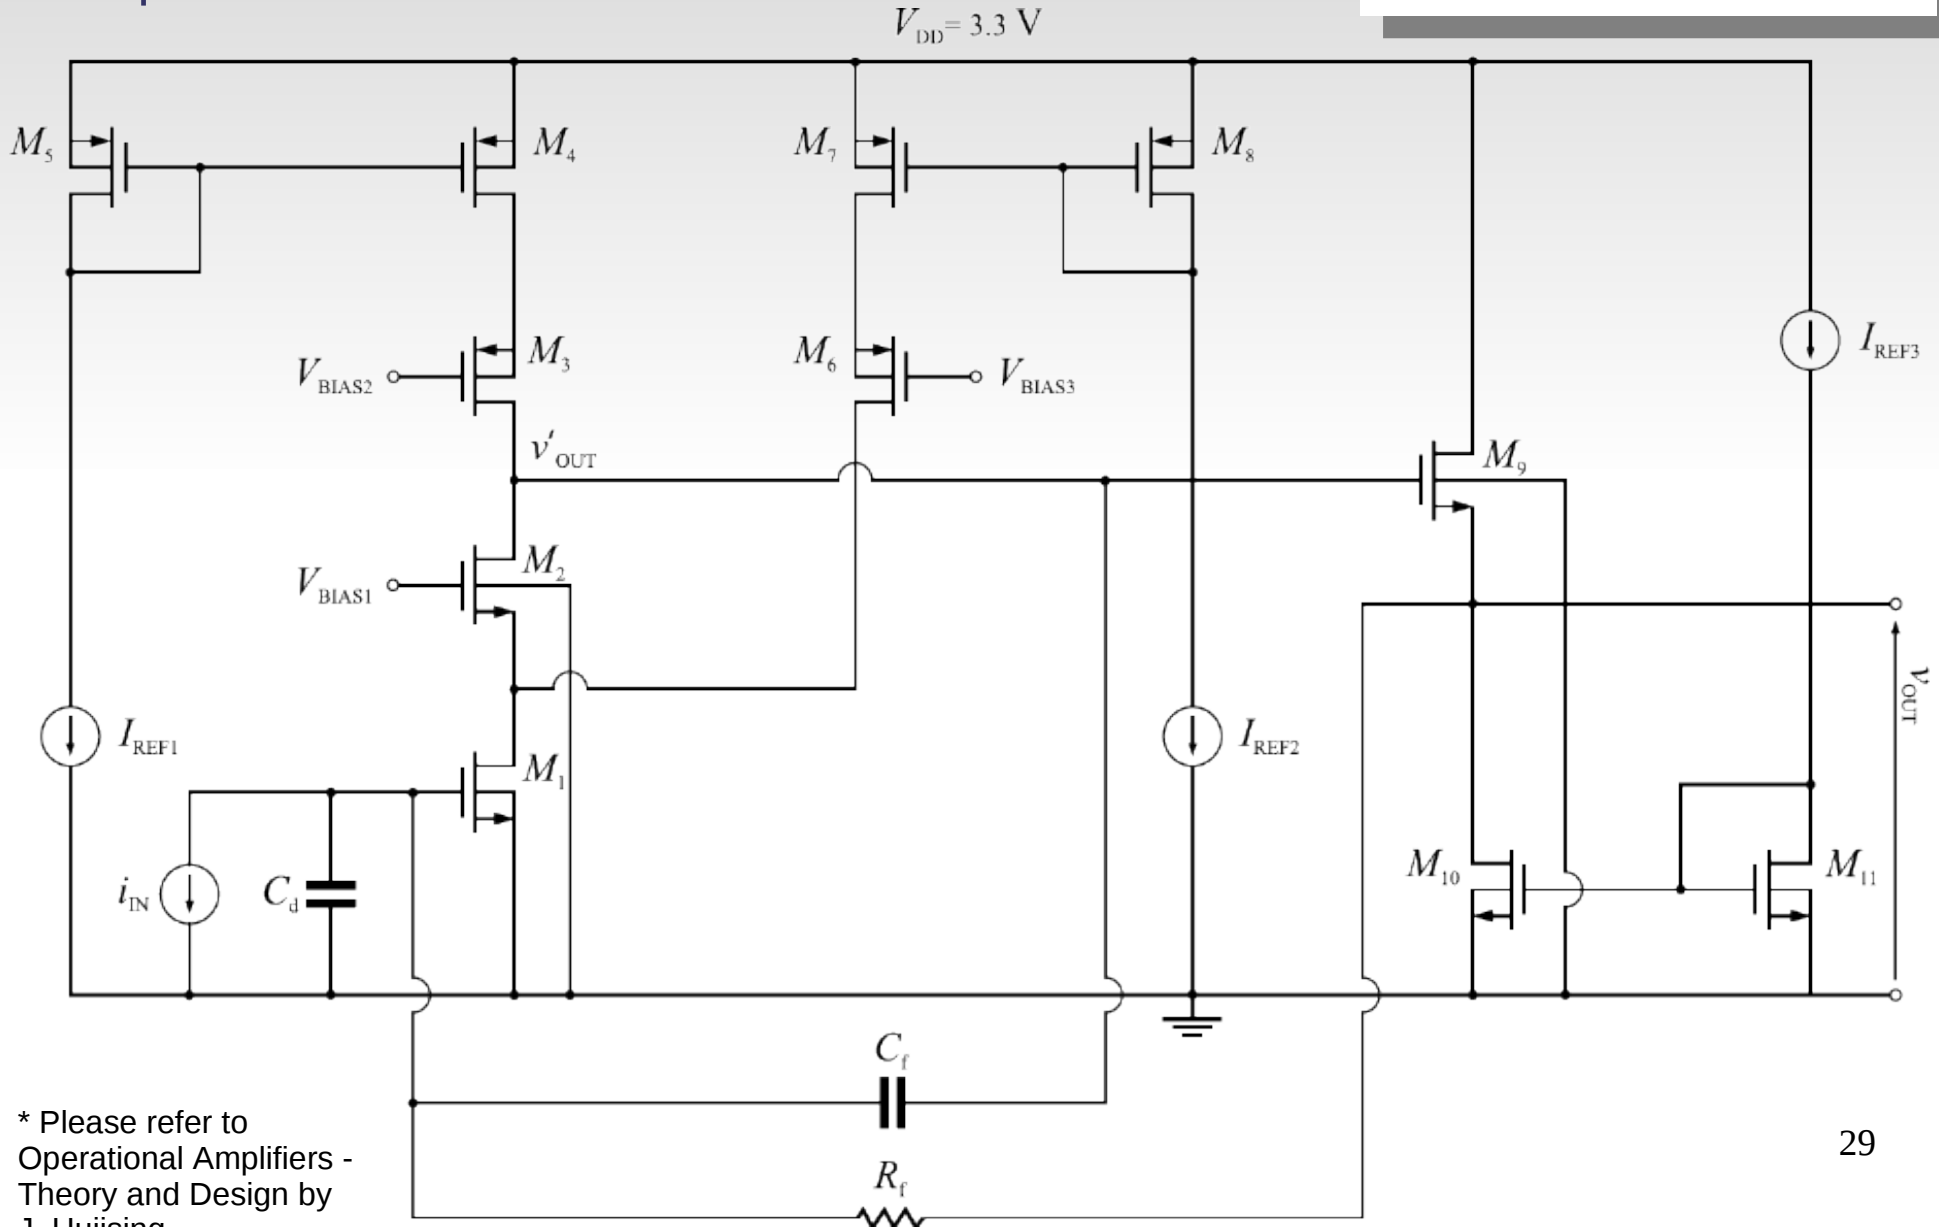 V_DD = 3.3 V
M_5
M_4
M_7
M_8
V_BIAS2
M_3
M_6
V_BIAS3
I_REF3
v'_OUT
M_9
V_BIAS1
M_2
I_REF1
M_1
I_REF2
v_OUT
i_IN
C_d
M_10
M_11
C_f
R_f
* Please refer to
Operational Amplifiers -
Theory and Design by
29